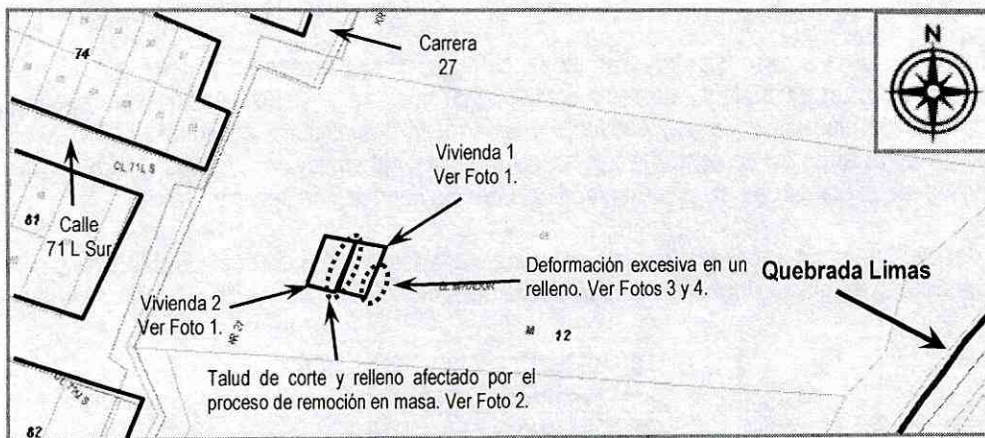 74
Carrera
27
N
CL 71L S
Vivienda 1
Ver Foto 1.
81
Calle
71 L Sur
Deformación excesiva en un
relleno. Ver Fotos 3 y 4.
Quebrada Limas
EL MIRADOR
Vivienda 2
Ver Foto 1.
12
Talud de corte y relleno afectado por el
proceso de remoción en masa. Ver Foto 2.
82